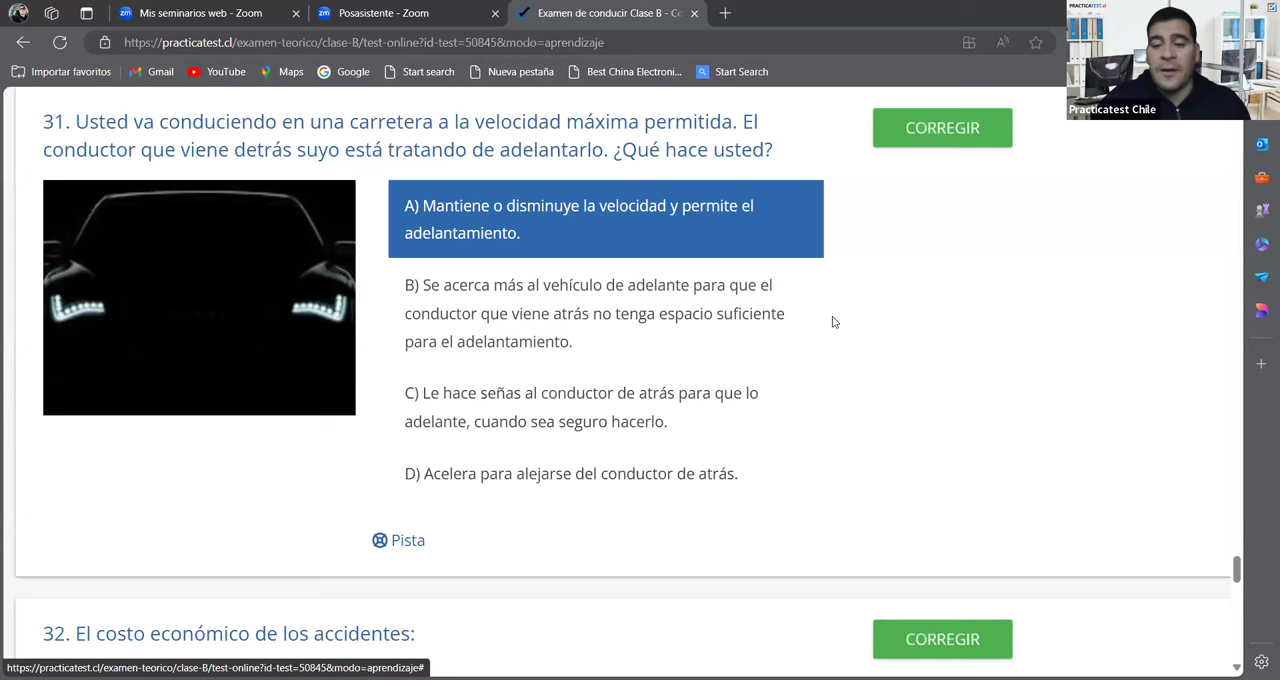 Mis seminarios web - Zoom
Posasistente - Zoom
Examen de conducir Clase B - Co
https://practicatest.cl/examen-teorico/clase-B/test-online?id-test=50845&modo=aprendizaje
Importar favoritos
Gmail
YouTube
Maps
Google
Start search
Nueva pestaña
Best China Electroni...
Start Search
PRACTICATEST.cl
Practicatest Chile
31. Usted va conduciendo en una carretera a la velocidad máxima permitida. El
conductor que viene detrás suyo está tratando de adelantarlo. ¿Qué hace usted?
CORREGIR
A) Mantiene o disminuye la velocidad y permite el
adelantamiento.
B) Se acerca más al vehículo de adelante para que el
conductor que viene atrás no tenga espacio suficiente
para el adelantamiento.
C) Le hace señas al conductor de atrás para que lo
adelante, cuando sea seguro hacerlo.
D) Acelera para alejarse del conductor de atrás.
Pista
32. El costo económico de los accidentes:
CORREGIR
https://practicatest.cl/examen-teorico/clase-B/test-online?id-test=50845&modo=aprendizaje#